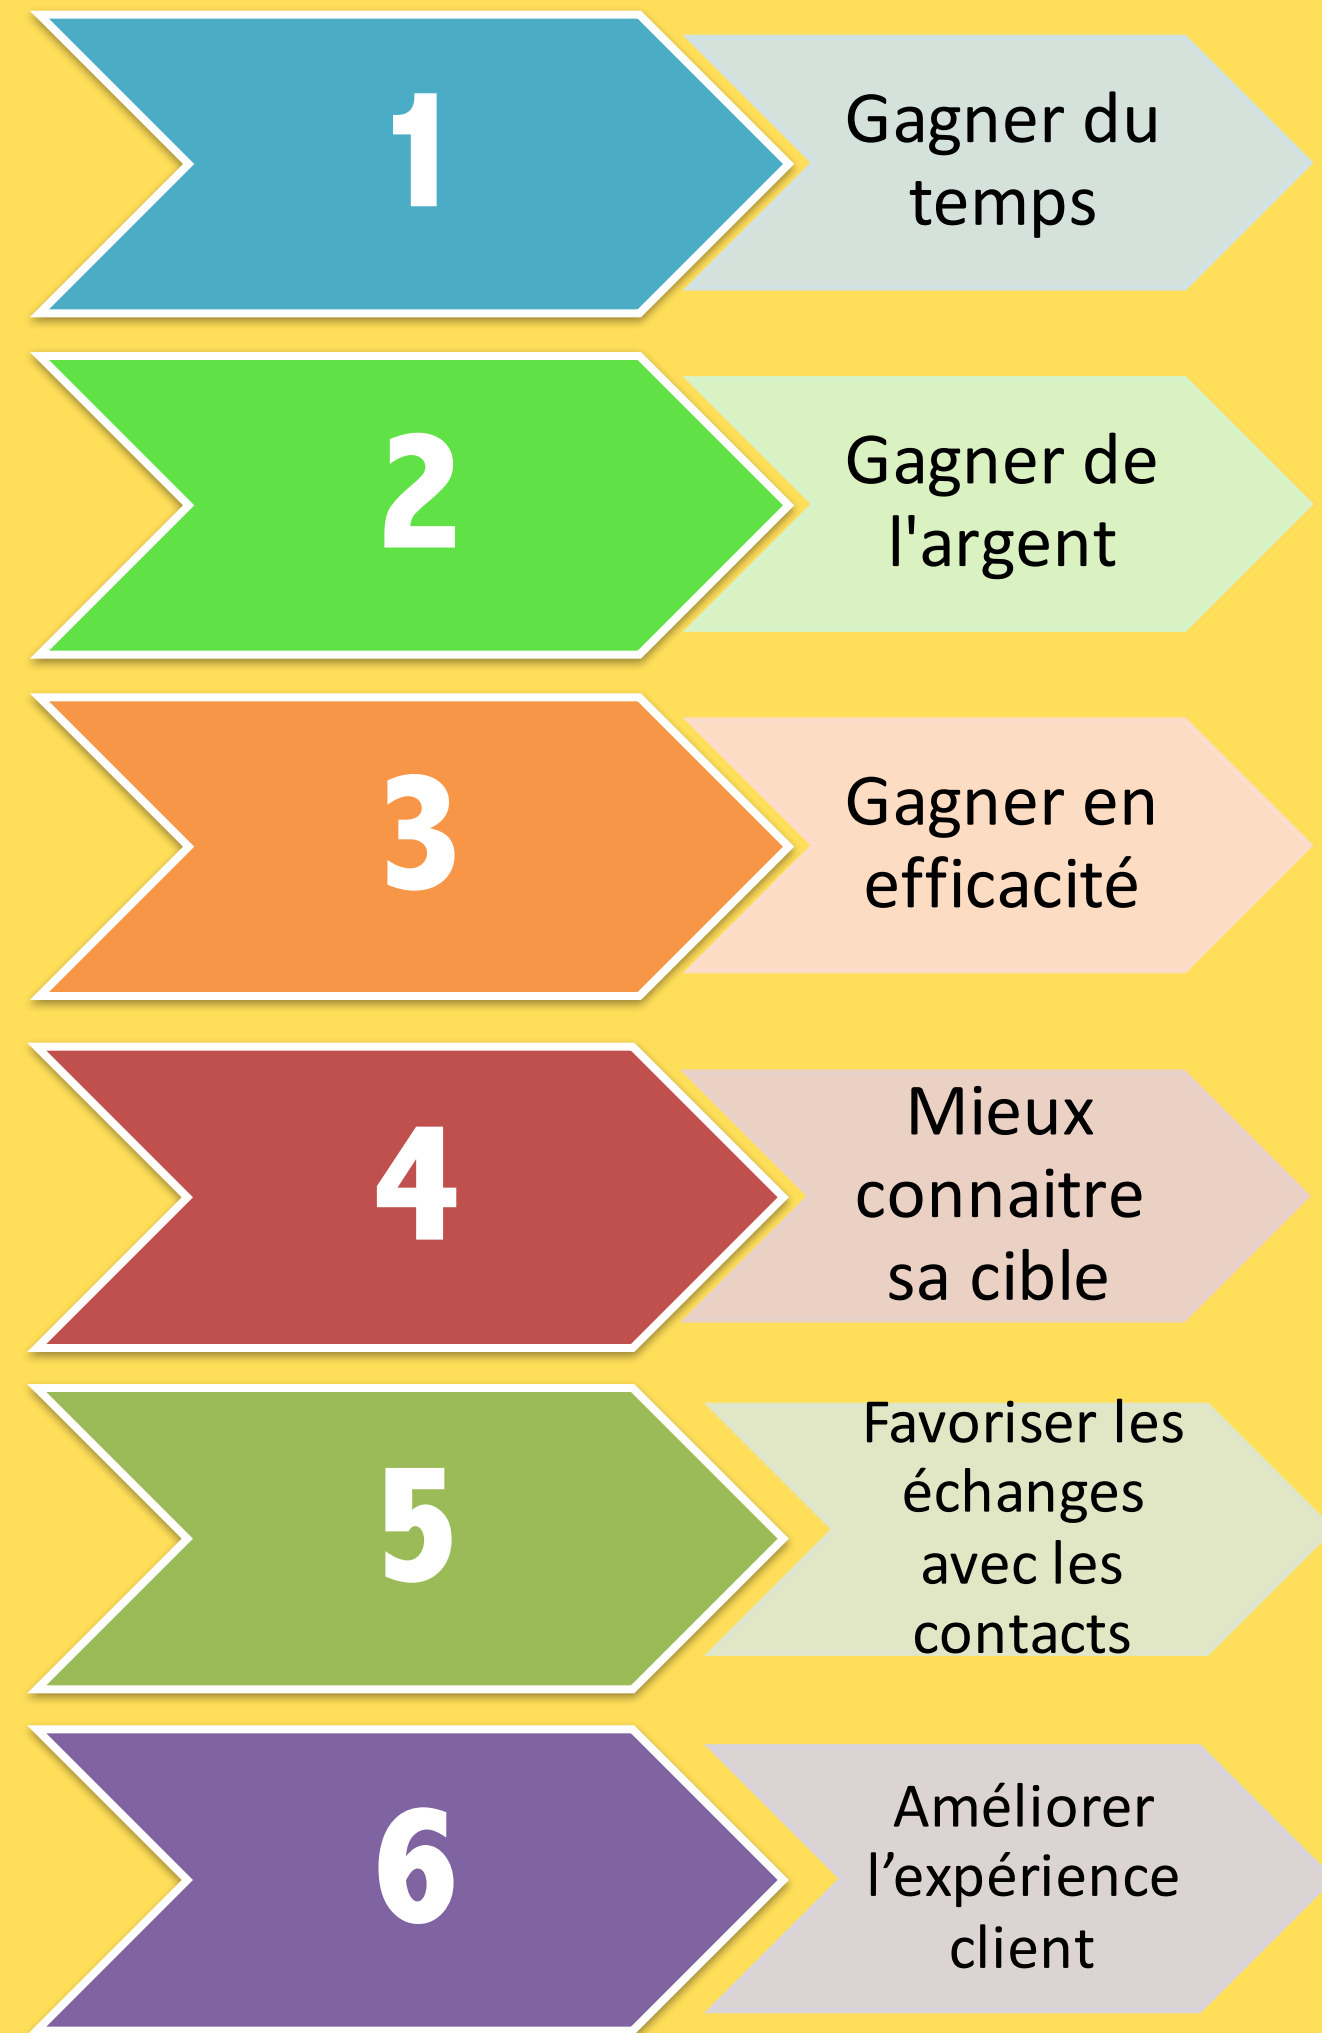 1
Gagner du
temps
2
Gagner de
l'argent
3
Gagner en
efficacité
4
Mieux
connaitre
sa cible
5
Favoriser les
échanges
avec les
contacts
6
Améliorer
l’expérience
client